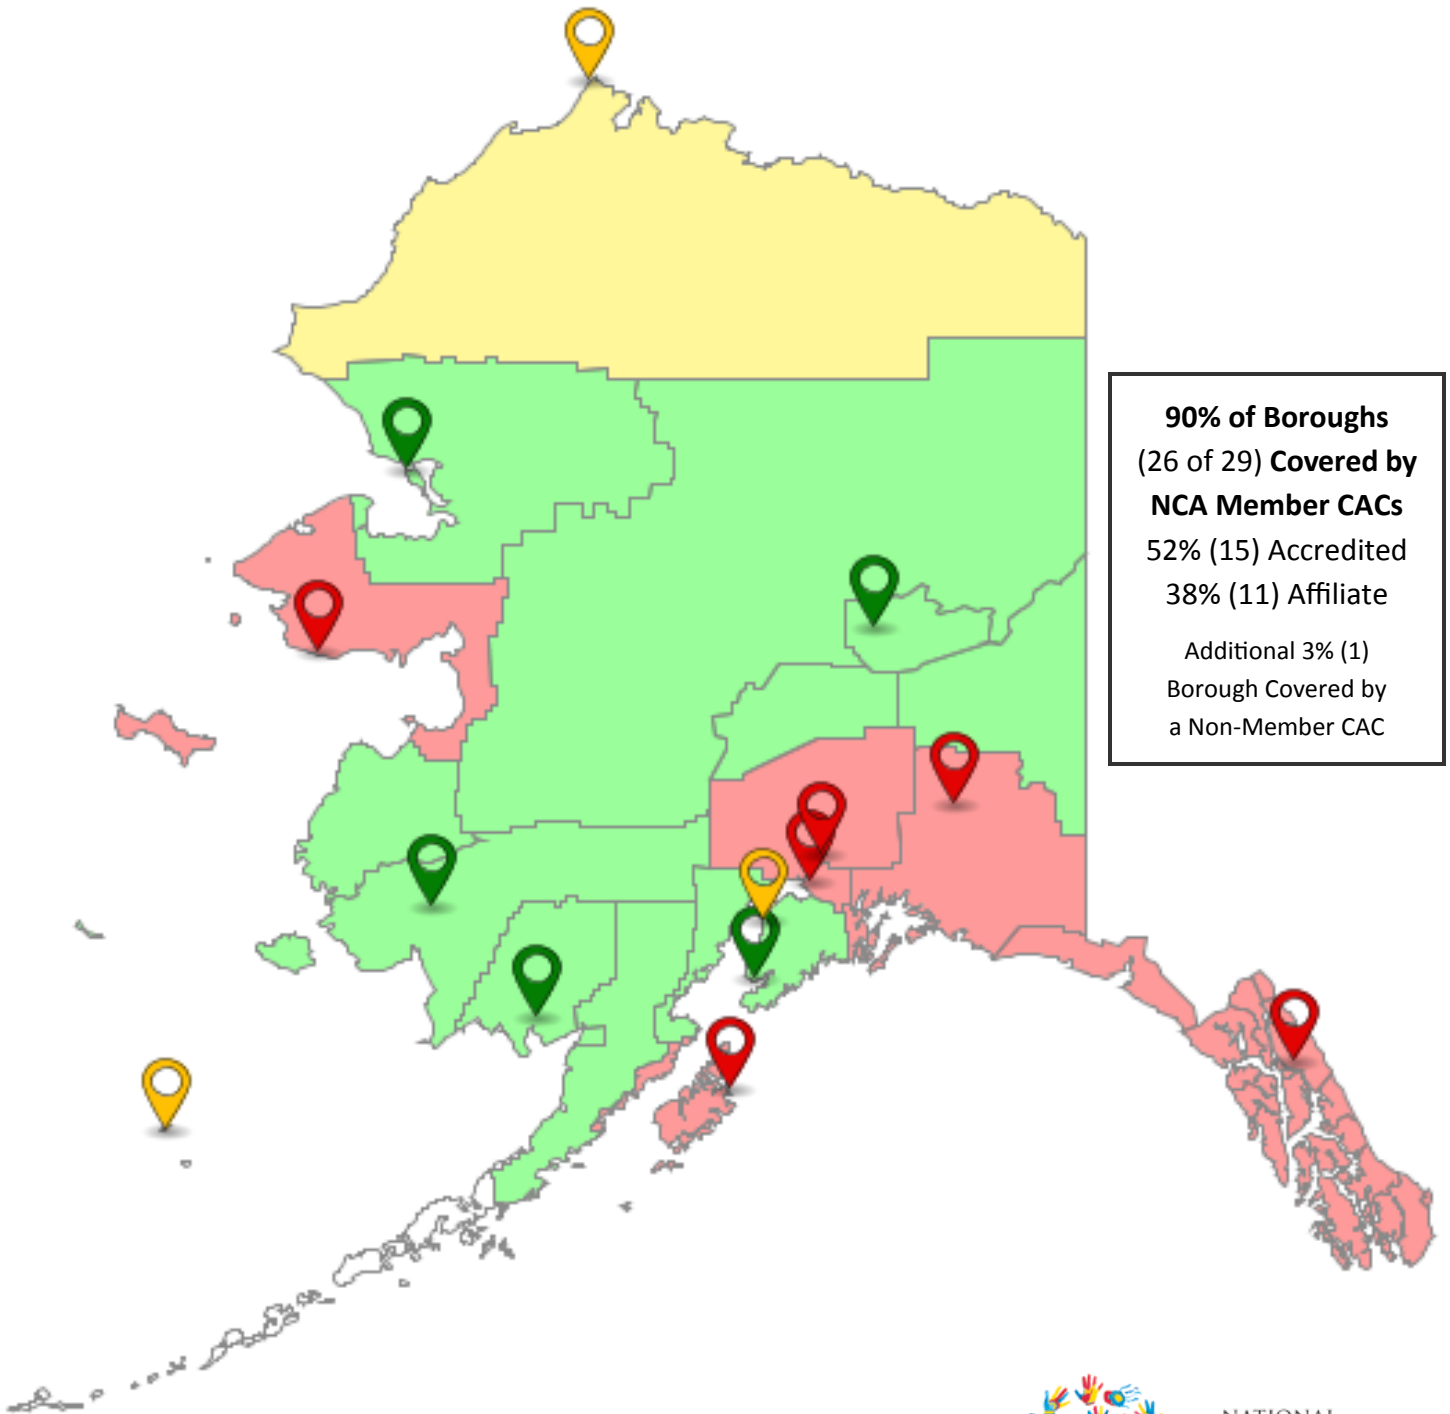 90% of Boroughs
(26 of 29) Covered by
NCA Member CACs
52% (15) Accredited
38% (11) Affiliate
Additional 3% (1)
Borough Covered by
a Non-Member CAC
NATIONAL